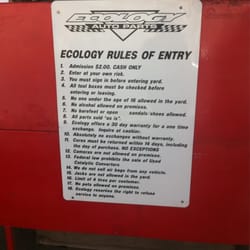 ECOLOGY
AUTO PARTS
ECOLOGY RULES OF ENTRY
1. Admission $2.00. CASH ONLY
2. Enter at your own risk.
3. You must sign in before entering yard.
4. All tool boxes must be checked before
entering or leaving.
5. No one under the age of 16 allowed in the yard.
6. No alcohol allowed on premises.
7. No barefeet or open sandals/shoes allowed.
8. All parts sold "as is".
9. Ecology offers a 30 day warranty for a one time
exchange. Inquire at cashier.
10. Absolutely no exchanges without warranty.
11. Cores must be returned within 14 days, including
the day of purchase. NO EXCEPTIONS
12. Cameras are not allowed on premises.
13. Federal law prohibits the sale of Used
Catalytic Converters
14. We do not sell air bags from any vehicle.
15. Jacks are not allowed in the yard.
16. Limit of 4 tires per customer.
17. No pets allowed on premises
18. Ecology reserves the right to refuse
service to anyone.